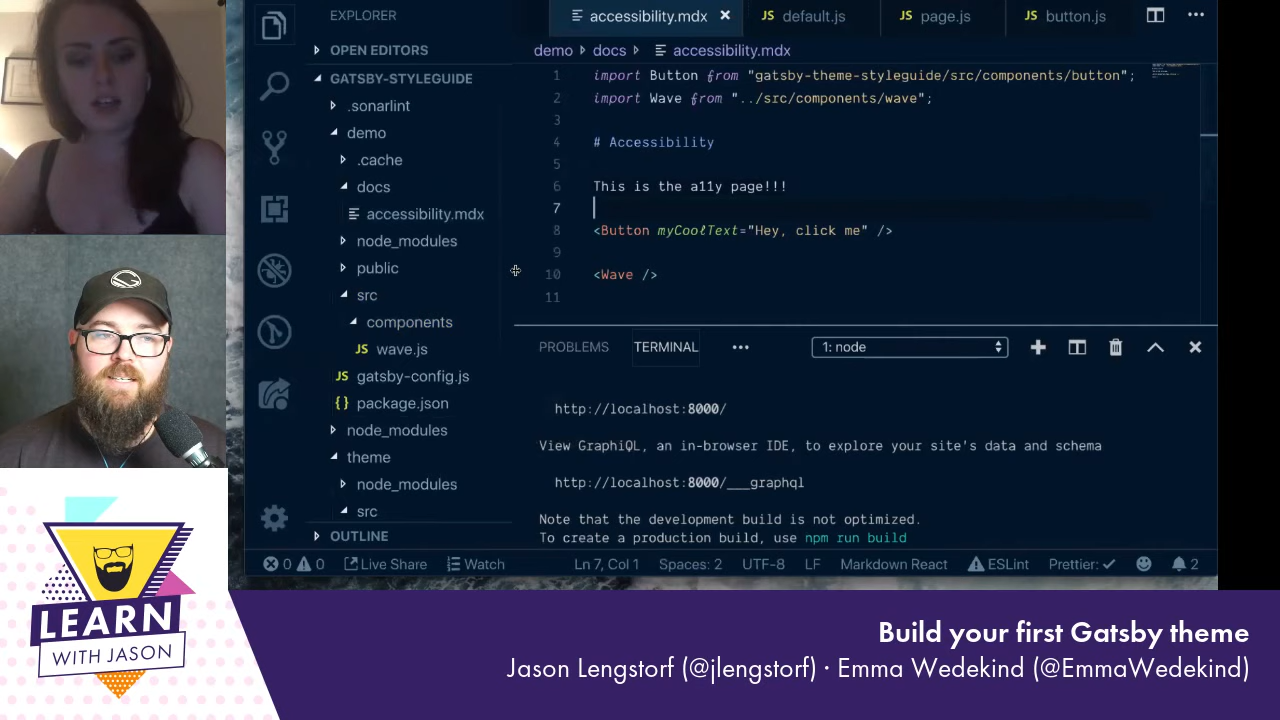 EXPLORER
OPEN EDITORS
GATSBY-STYLEGUIDE
.sonarlint
demo
.cache
docs
accessibility.mdx
node_modules
public
src
components
JS wave.js
JS gatsby-config.js
{ } package.json
node_modules
theme
node_modules
src
OUTLINE
accessibility.mdx ×
JS default.js
JS page.js
JS button.js
demo docs accessibility.mdx
1 import Button from "gatsby-theme-styleguide/src/components/button";
2 import Wave from "../src/components/wave";
3
4 # Accessibility
5
6 This is the a11y page!!!
7
8 <Button myCoolText="Hey, click me" />
9
10 <Wave />
11
PROBLEMS TERMINAL ••• 1: node
http://localhost:8000/
View GraphiQL, an in-browser IDE, to explore your site's data and schema
http://localhost:8000/___graphql
Note that the development build is not optimized.
To create a production build, use npm run build
0 0 Live Share Watch Ln 7, Col 1 Spaces: 2 UTF-8 LF Markdown React ESLint Prettier: ✓ 2
LEARN
WITH JASON
Build your first Gatsby theme
Jason Lengstorf (@jlengstorf) · Emma Wedekind (@EmmaWedekind)